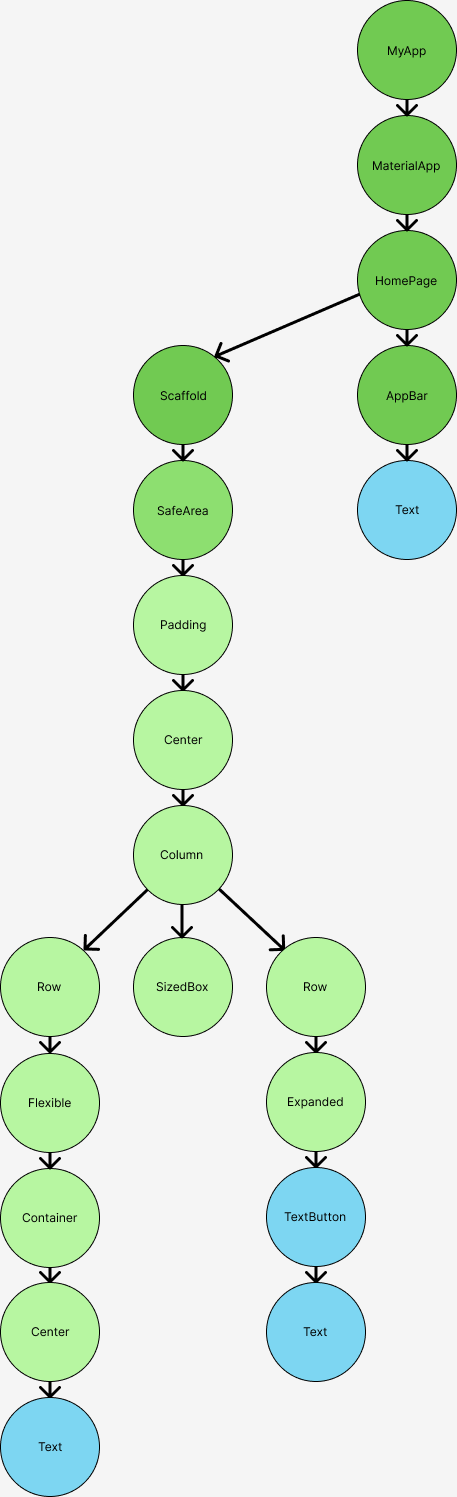 MyApp
MaterialApp
HomePage
Scaffold
AppBar
SafeArea
Text
Padding
Center
Column
Row
SizedBox
Row
Flexible
Expanded
Container
TextButton
Center
Text
Text